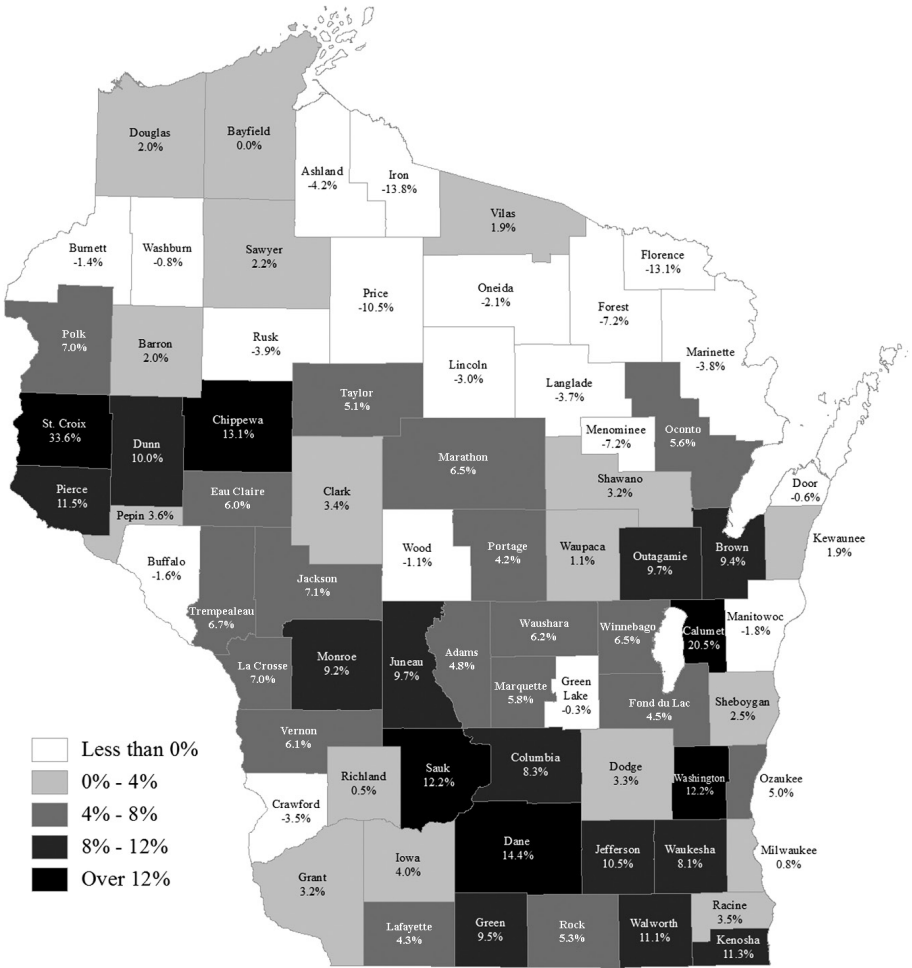 Douglas
2.0%
Bayfield
0.0%
Ashland
-4.2%
Iron
-13.8%
Vilas
1.9%
Burnett
-1.4%
Washburn
-0.8%
Sawyer
2.2%
Florence
-13.1%
Price
-10.5%
Oneida
-2.1%
Forest
-7.2%
Polk
7.0%
Barron
2.0%
Rusk
-3.9%
Marinette
-3.8%
Lincoln
-3.0%
Langlade
-3.7%
Taylor
5.1%
St. Croix
33.6%
Dunn
10.0%
Chippewa
13.1%
Menominee
-7.2%
Oconto
5.6%
Marathon
6.5%
Pierce
11.5%
Eau Claire
6.0%
Clark
3.4%
Shawano
3.2%
Door
-0.6%
Pepin 3.6%
Buffalo
-1.6%
Wood
-1.1%
Portage
4.2%
Waupaca
1.1%
Outagamie
9.7%
Brown
9.4%
Kewaunee
1.9%
Jackson
7.1%
Trempealeau
6.7%
Waushara
6.2%
Winnebago
6.5%
Calumet
20.5%
Manitowoc
-1.8%
La Crosse
7.0%
Monroe
9.2%
Juneau
9.7%
Adams
4.8%
Marquette
5.8%
Green
Lake
-0.3%
Fond du Lac
4.5%
Sheboygan
2.5%
Vernon
6.1%
Less than 0%
0% - 4%
4% - 8%
8% - 12%
Over 12%
Richland
0.5%
Sauk
12.2%
Columbia
8.3%
Dodge
3.3%
Washington
12.2%
Ozaukee
5.0%
Crawford
-3.5%
Dane
14.4%
Jefferson
10.5%
Waukesha
8.1%
Milwaukee
0.8%
Iowa
4.0%
Grant
3.2%
Lafayette
4.3%
Green
9.5%
Rock
5.3%
Walworth
11.1%
Racine
3.5%
Kenosha
11.3%